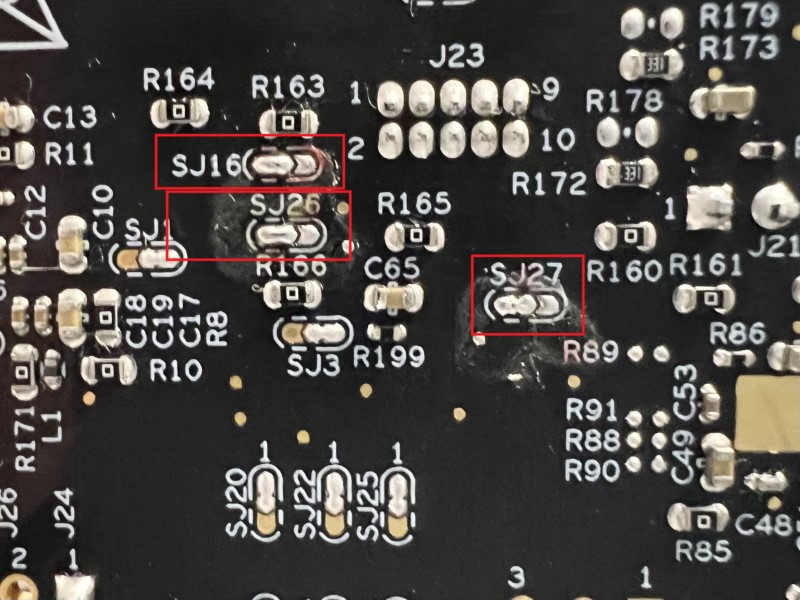 R179
R173
J23
R164
R163
1
9
R178
C13
2
10
SJ16
R11
R172
C12
C10
SJ26
R165
1
SJ1
J21
R166
C65
SJ27
R160
R161
C18
C19
C17
R8
R86
SJ3
R199
R89
R10
C53
R171
L1
R91
R88
C49
R90
1
1
1
SJ20
SJ22
SJ25
J26
J24
C48
R85
2
1
3
1